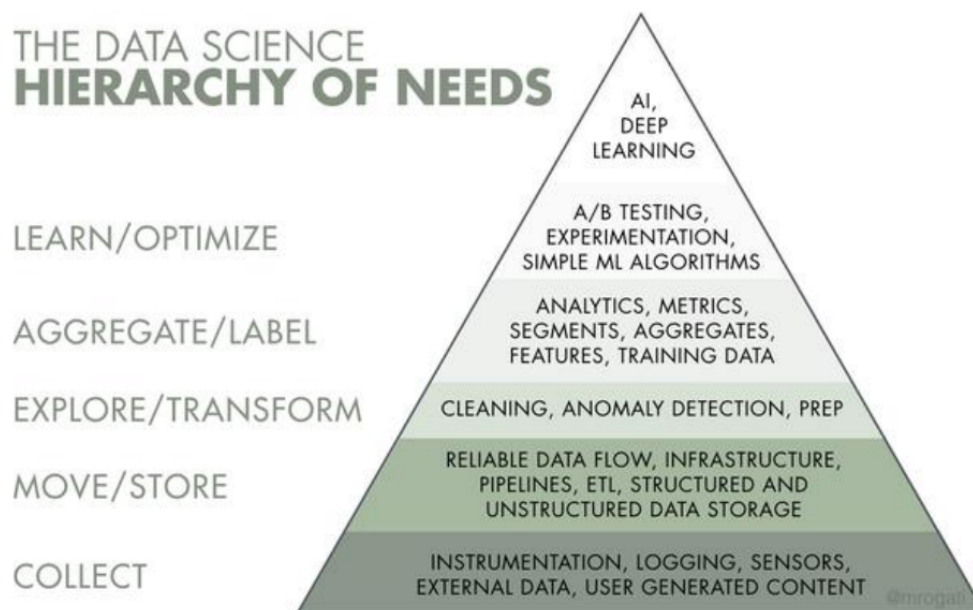 THE DATA SCIENCE
HIERARCHY OF NEEDS
AI,
DEEP
LEARNING
LEARN/OPTIMIZE
A/B TESTING,
EXPERIMENTATION,
SIMPLE ML ALGORITHMS
AGGREGATE/LABEL
ANALYTICS, METRICS,
SEGMENTS, AGGREGATES,
FEATURES, TRAINING DATA
EXPLORE/TRANSFORM
CLEANING, ANOMALY DETECTION, PREP
MOVE/STORE
RELIABLE DATA FLOW, INFRASTRUCTURE,
PIPELINES, ETL, STRUCTURED AND
UNSTRUCTURED DATA STORAGE
COLLECT
INSTRUMENTATION, LOGGING, SENSORS,
EXTERNAL DATA, USER GENERATED CONTENT
@mrogati